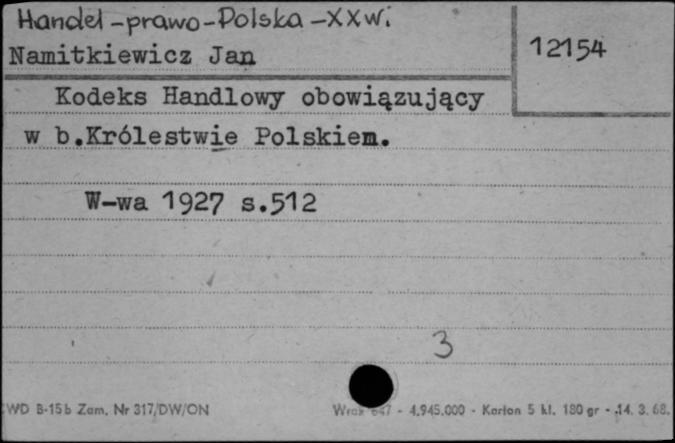 Handel-prawo-Polska-XXw.
Namitkiewicz Jan
12154
Kodeks Handlowy obowiązujący
w b.Królestwie Polskiem.
W-wa 1927 s.512
3
WD B-15b Zam. Nr 317/DW/ON
647 - 4.945.000 - Karton 5 kl. 180 gr - 14. 3. 68.